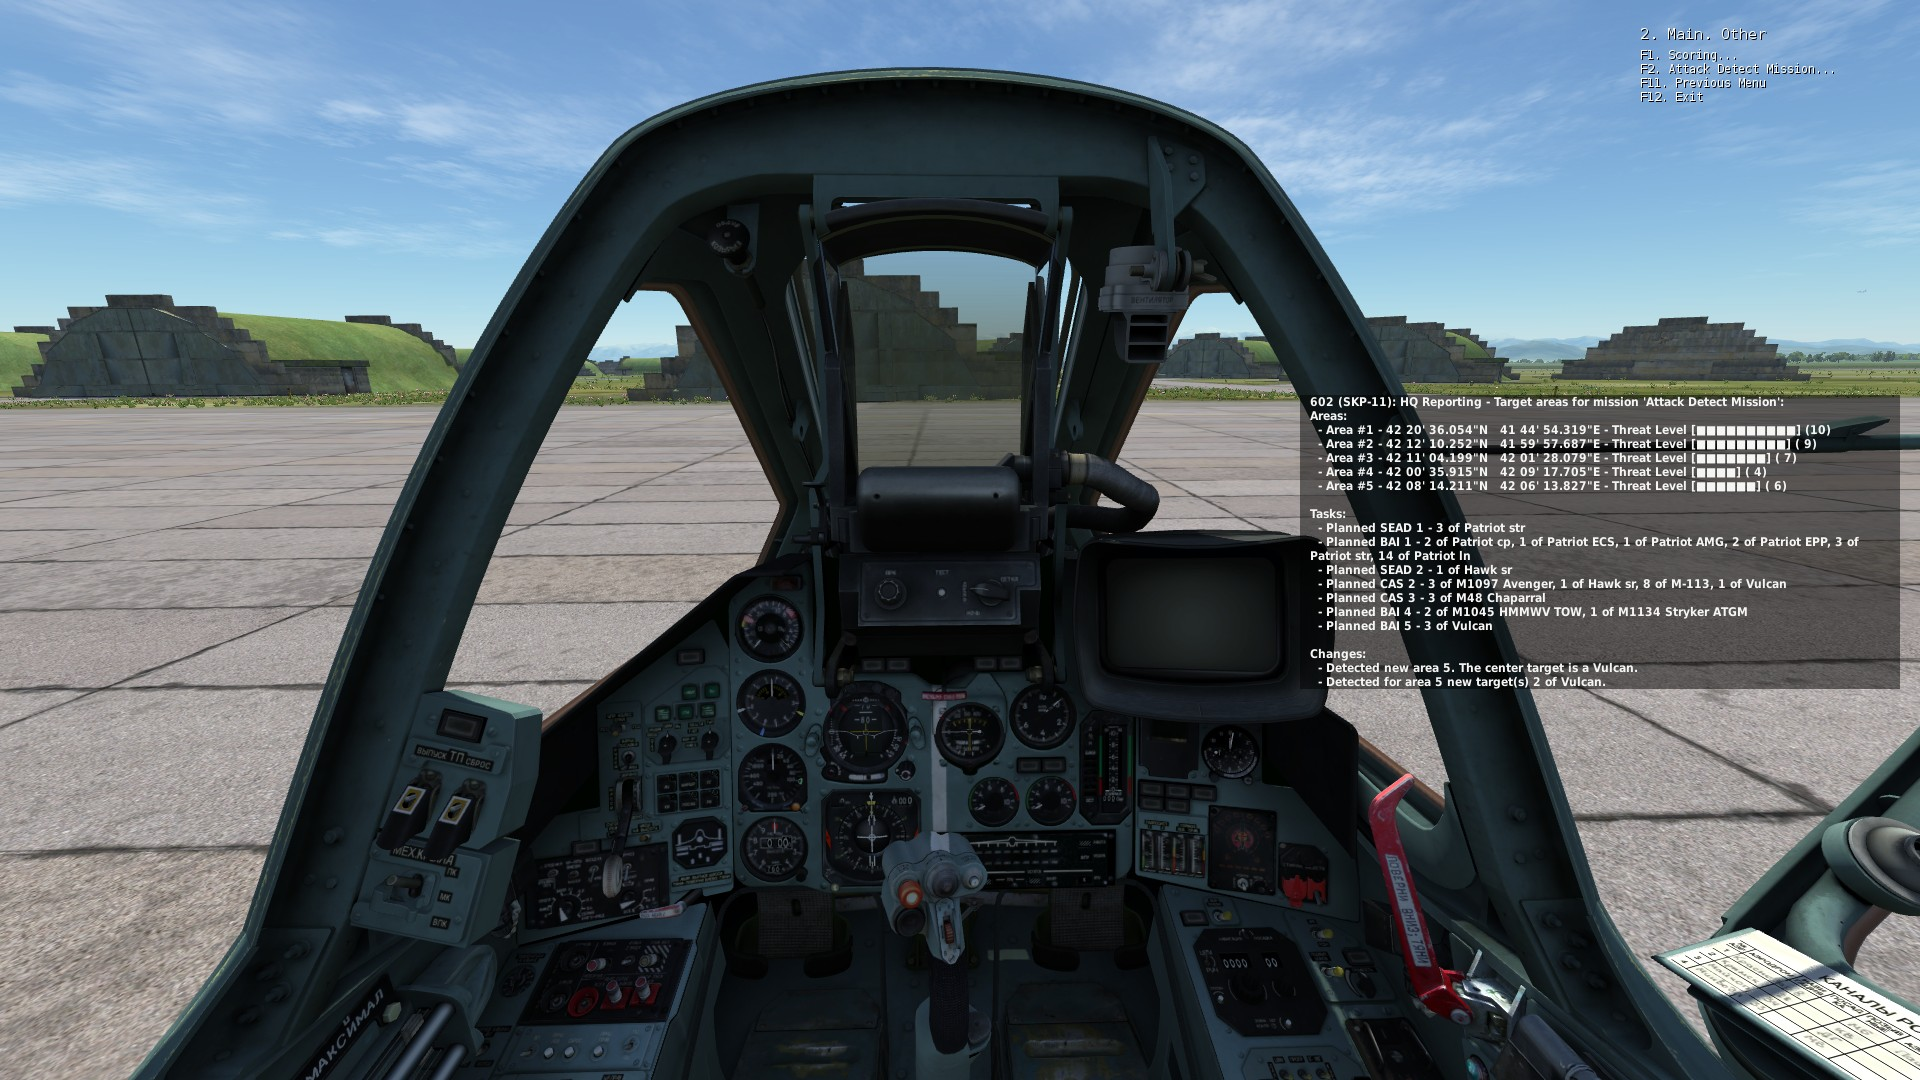 2. Main. Other
F1. Scoring...
F2. Attack Detect Mission...
F11. Previous Menu
F12. Exit
ВЕНТИЛЯТОР
602 (SKP-11): HQ Reporting - Target areas for mission 'Attack Detect Mission':
Areas:
- Area #1 - 42 20' 36.054"N 41 44' 54.319"E - Threat Level [■■■■■■■■■■] (10)
- Area #2 - 42 12' 10.252"N 41 59' 57.687"E - Threat Level [■■■■■■■■■] ( 9)
- Area #3 - 42 11' 04.199"N 42 01' 28.079"E - Threat Level [■■■■■■■] ( 7)
- Area #4 - 42 00' 35.915"N 42 09' 17.705"E - Threat Level [■■■■] ( 4)
- Area #5 - 42 08' 14.211"N 42 06' 13.827"E - Threat Level [■■■■■■] ( 6)
Tasks:
- Planned SEAD 1 - 3 of Patriot str
- Planned BAI 1 - 2 of Patriot cp, 1 of Patriot ECS, 1 of Patriot AMG, 2 of Patriot EPP, 3 of
Patriot str, 14 of Patriot ln
- Planned SEAD 2 - 1 of Hawk sr
- Planned CAS 2 - 3 of M1097 Avenger, 1 of Hawk sr, 8 of M-113, 1 of Vulcan
- Planned CAS 3 - 3 of M48 Chaparral
- Planned BAI 4 - 2 of M1045 HMMWV TOW, 1 of M1134 Stryker ATGM
- Planned BAI 5 - 3 of Vulcan
Changes:
- Detected new area 5. The center target is a Vulcan.
- Detected for area 5 new target(s) 2 of Vulcan.
ВЫПУСК ТП СБРОС
ПК
МК
ВПК
МАКСИМАЛ
КАНАЛЫ РО